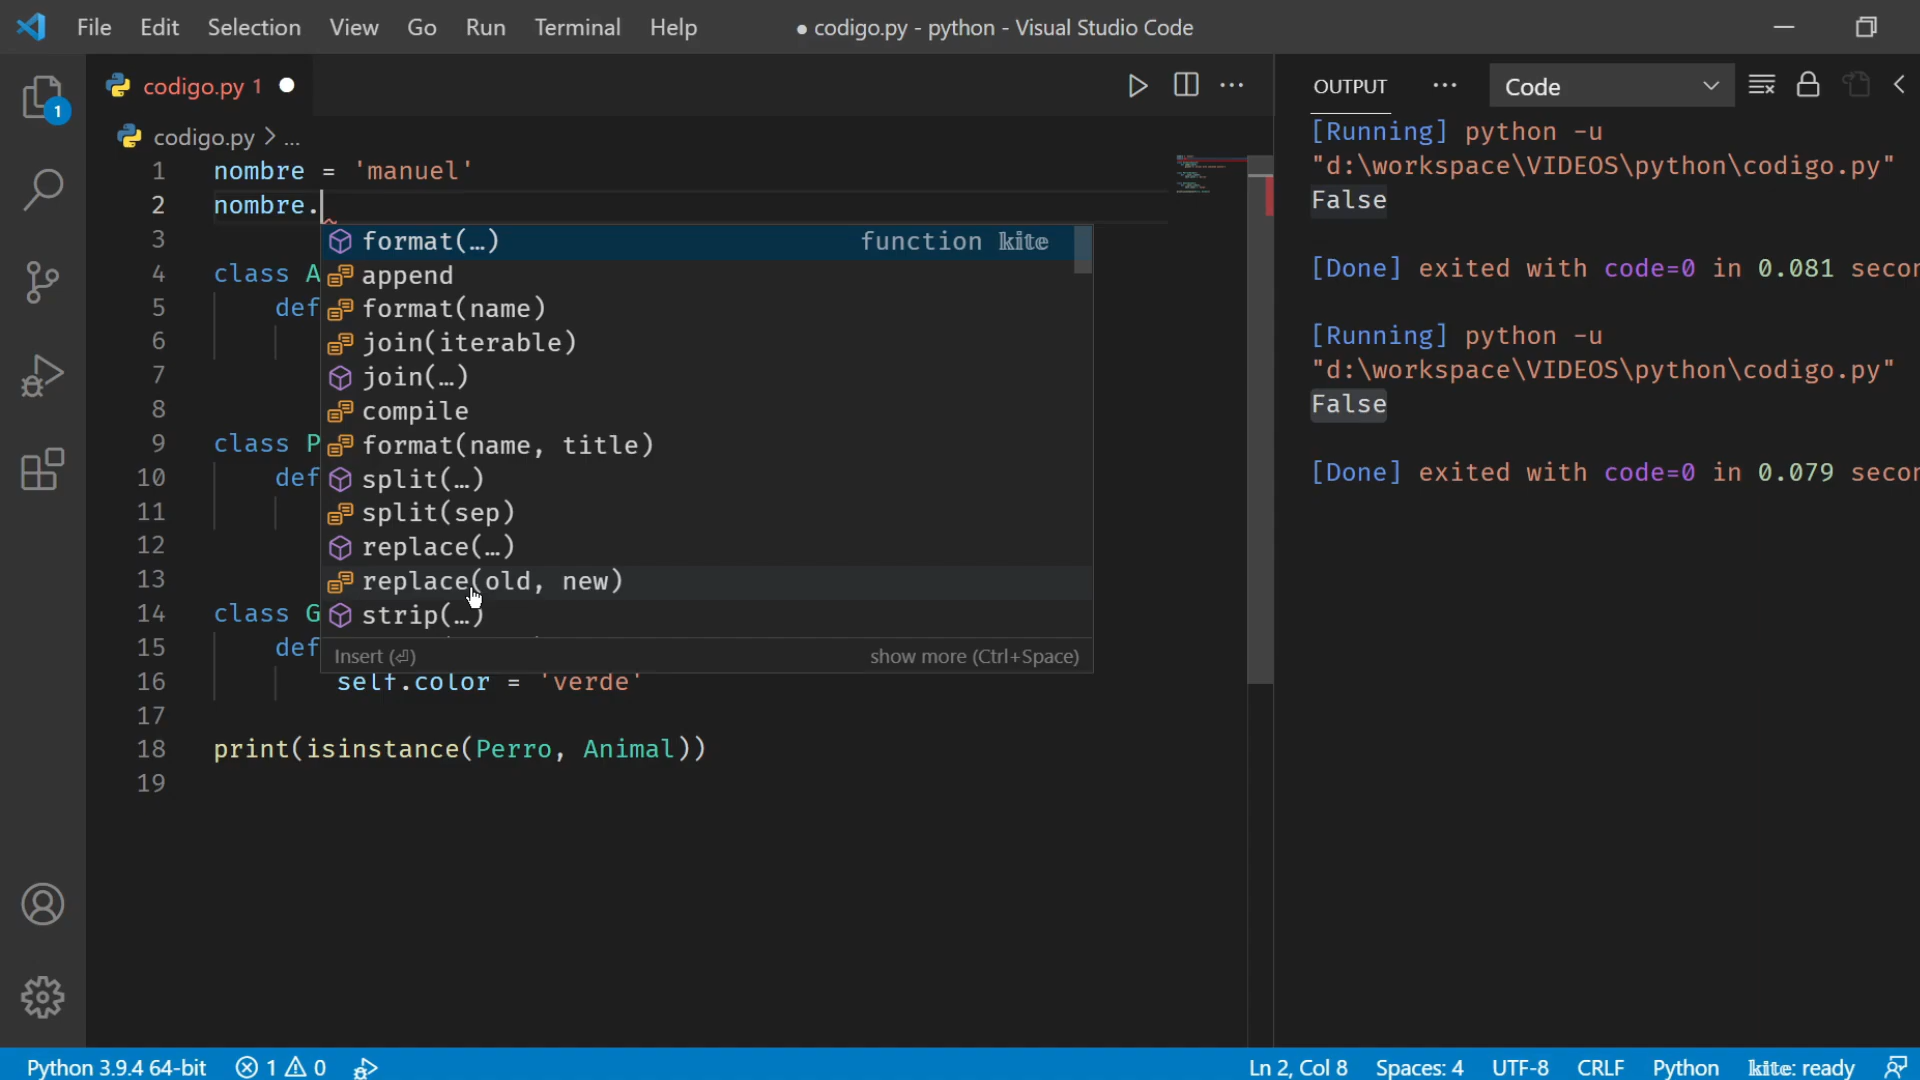 File Edit Selection View Go Run Terminal Help
● codigo.py - python - Visual Studio Code
codigo.py 1
codigo.py > ...
1 nombre = 'manuel'
2 nombre.
3
4 class A
5 def
6
7
8
9 class P
10 def
11
12
13
14 class G
15 def
16 self.color = 'verde'
17
18 print(isinstance(Perro, Animal))
19
format(…) function kite
append
format(name)
join(iterable)
join(…)
compile
format(name, title)
split(…)
split(sep)
replace(…)
replace(old, new)
strip(…)
Insert (⏎) show more (Ctrl+Space)
OUTPUT ... Code
[Running] python -u
"d:\workspace\VIDEOS\python\codigo.py"
False
[Done] exited with code=0 in 0.081 secon
[Running] python -u
"d:\workspace\VIDEOS\python\codigo.py"
False
[Done] exited with code=0 in 0.079 secon
1
Python 3.9.4 64-bit 1 0
Ln 2, Col 8 Spaces: 4 UTF-8 CRLF Python kite: ready